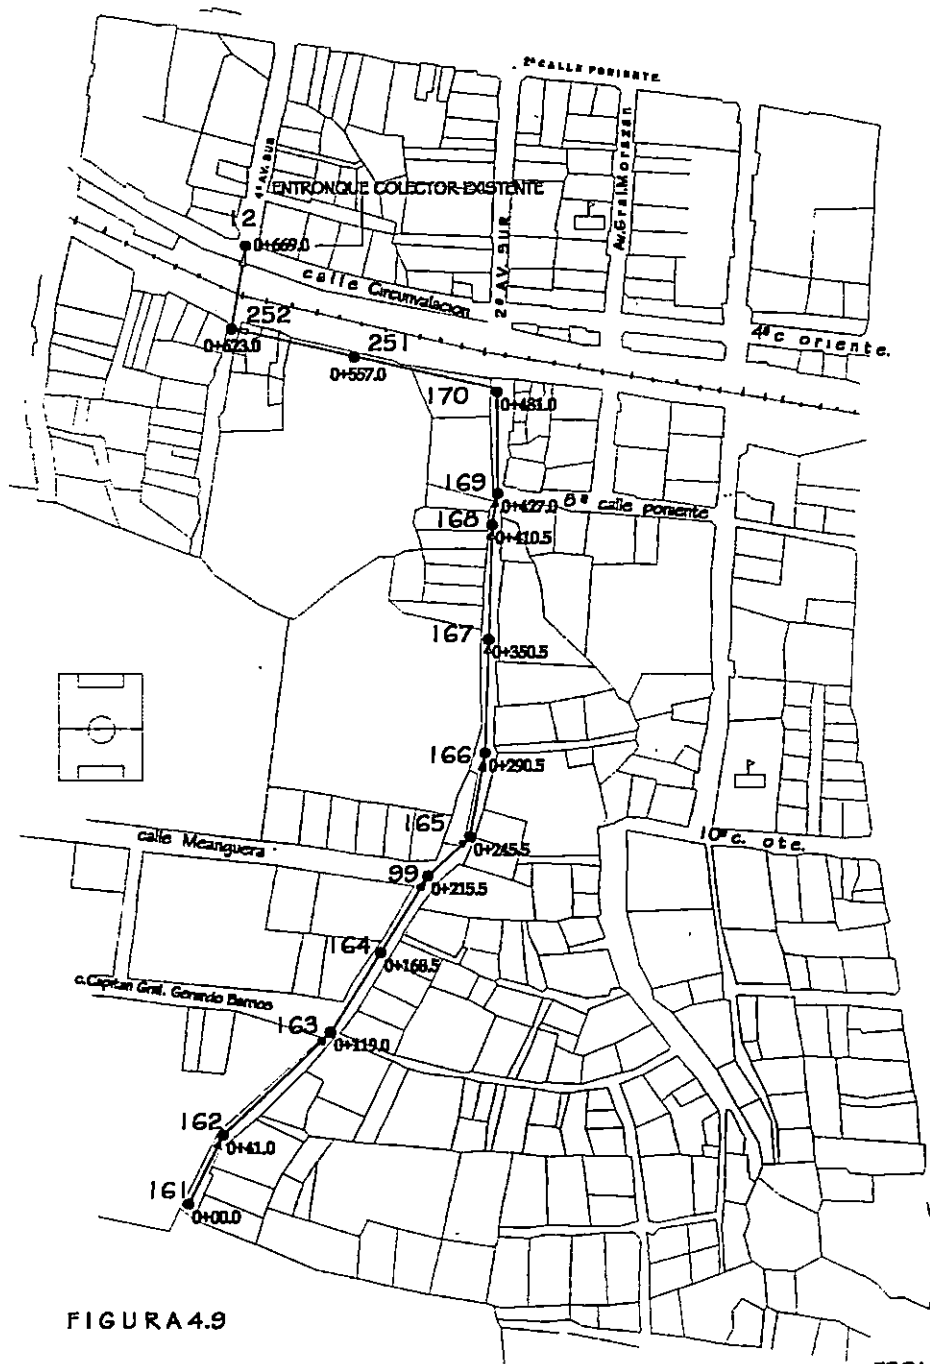 2ª CALLE PONIENTE.
4ª AV. SUR
Av. Gral. Morazan
ENTRONQUE COLECTOR EXISTENTE
12
0+669.0
2ª AV. SUR
calle Circunvalacion
252
0+623.0
251
0+557.0
4ª c oriente.
170
0+481.0
169
0+427.0
8ª calle poniente
168
0+410.5
167
0+350.5
166
0+290.5
165
0+245.5
calle Meanguera
10ª c. ote.
99
0+215.5
164
0+168.5
c.Capitan Gral. Gerardo Barrios
163
0+119.0
162
0+41.0
161
0+00.0
FIGURA 4.9